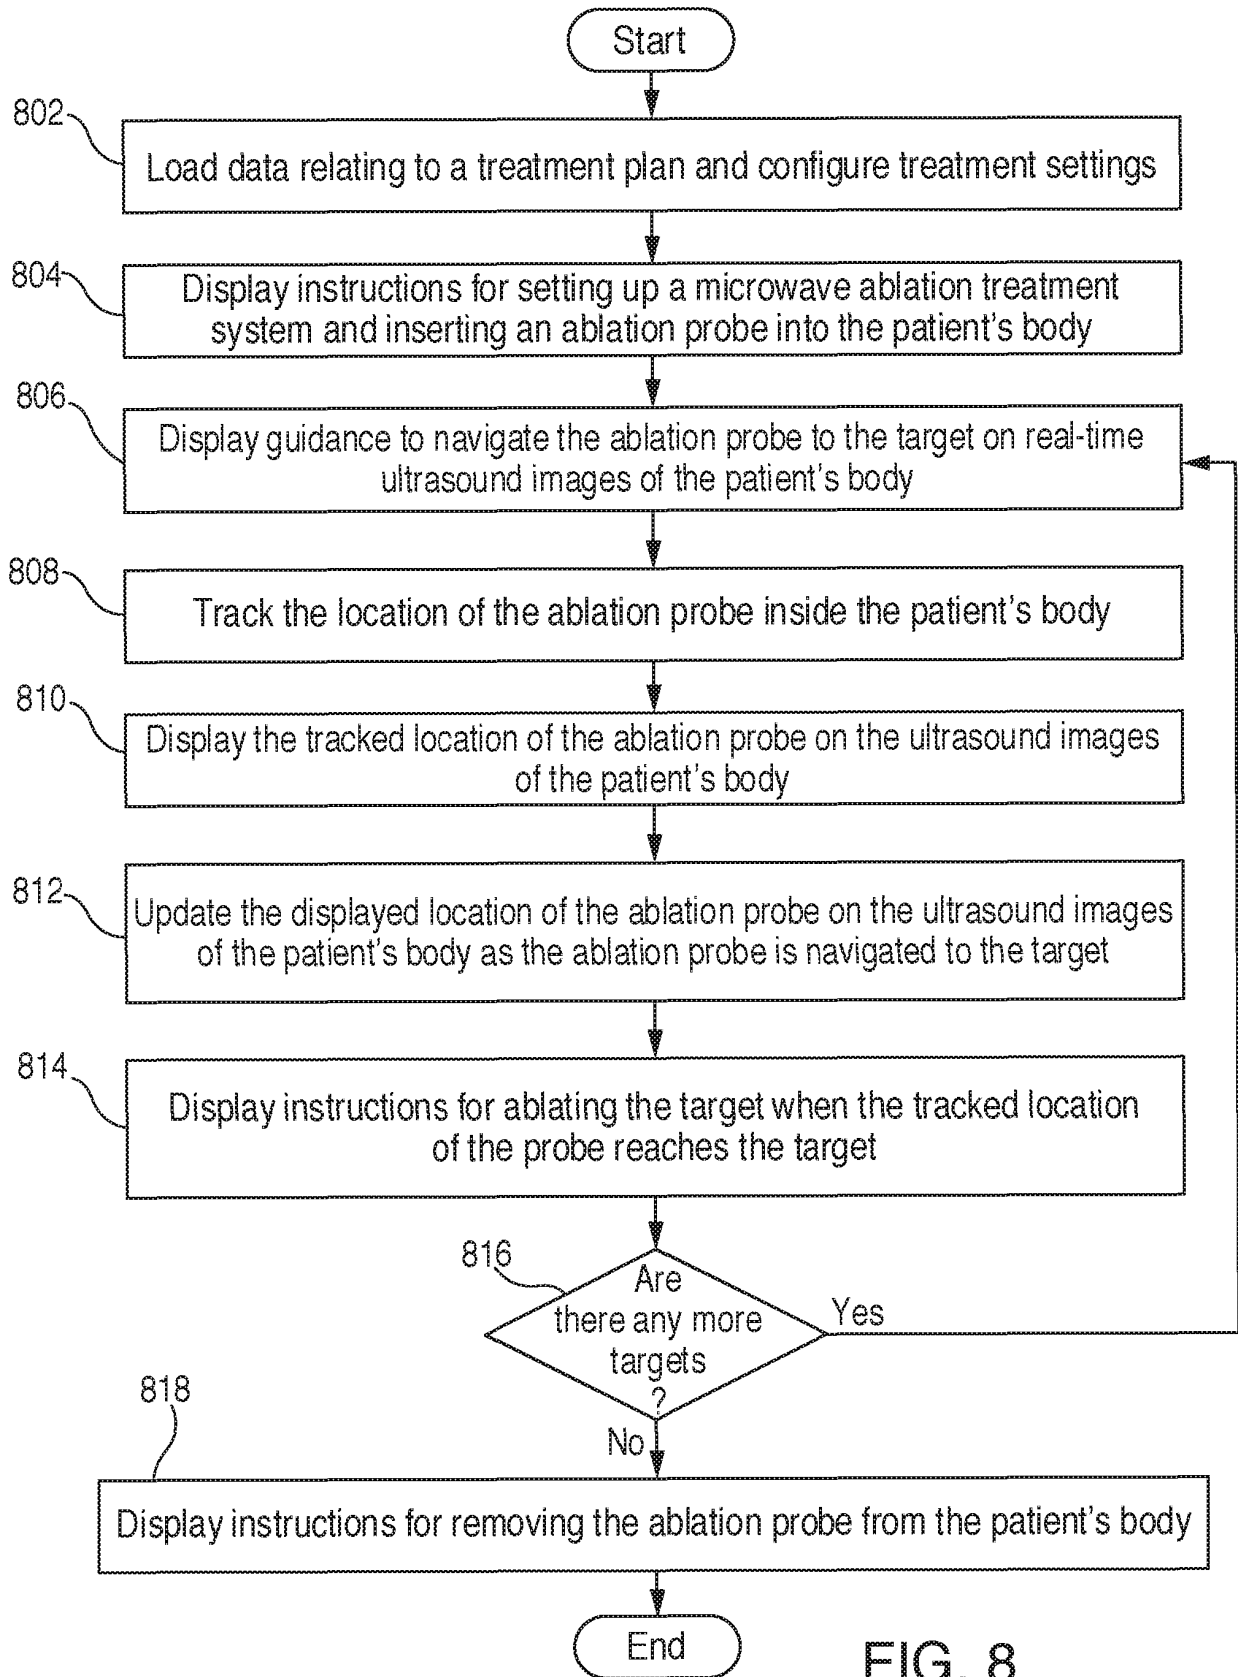 Start
802
Load data relating to a treatment plan and configure treatment settings
804
Display instructions for setting up a microwave ablation treatment
system and inserting an ablation probe into the patient's body
806
Display guidance to navigate the ablation probe to the target on real-time
ultrasound images of the patient's body
808
Track the location of the ablation probe inside the patient's body
810
Display the tracked location of the ablation probe on the ultrasound images
of the patient's body
812
Update the displayed location of the ablation probe on the ultrasound images
of the patient's body as the ablation probe is navigated to the target
814
Display instructions for ablating the target when the tracked location
of the probe reaches the target
816
Are
there any more
targets
?
Yes
No
818
Display instructions for removing the ablation probe from the patient's body
End
FIG. 8